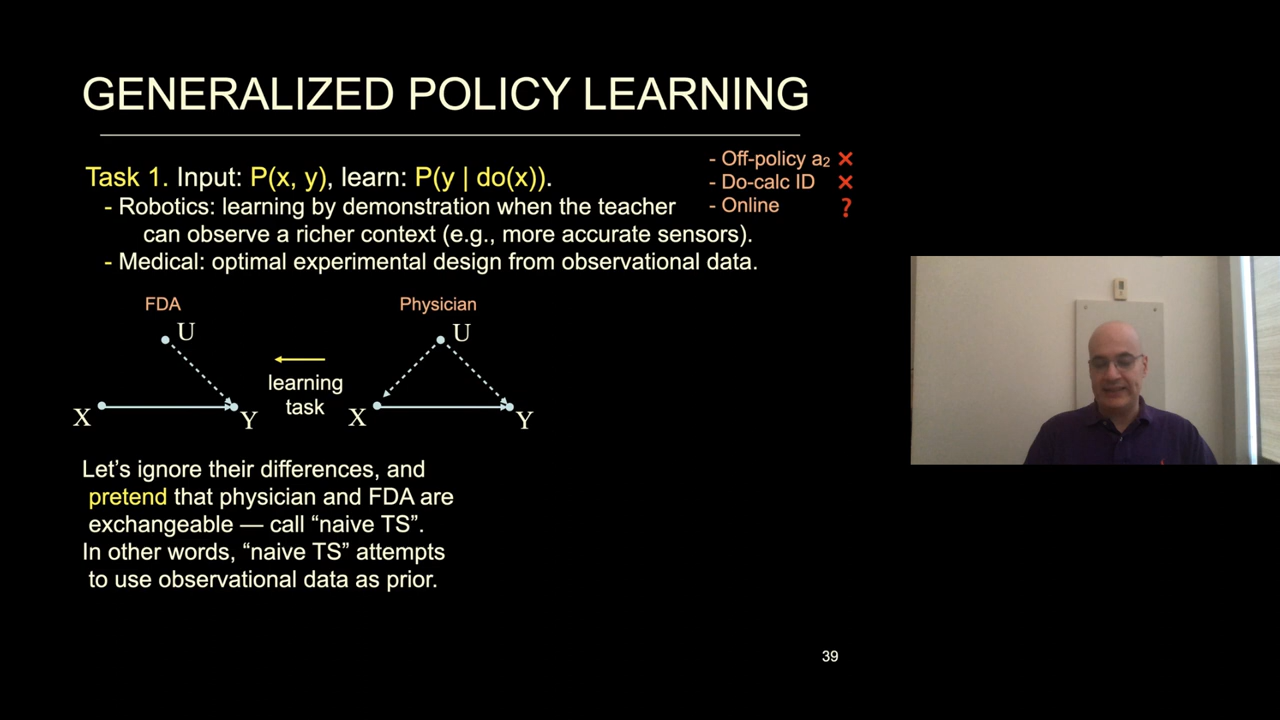 GENERALIZED POLICY LEARNING
- Off-policy a₂ ✕
Task 1. Input: P(x, y), learn: P(y | do(x)).
- Do-calc ID ✕
- Robotics: learning by demonstration when the teacher
- Online ?
can observe a richer context (e.g., more accurate sensors).
- Medical: optimal experimental design from observational data.
FDA
Physician
U
U
learning
task
X
Y
X
Y
Let's ignore their differences, and
pretend that physician and FDA are
exchangeable — call “naive TS”.
In other words, “naive TS” attempts
to use observational data as prior.
39